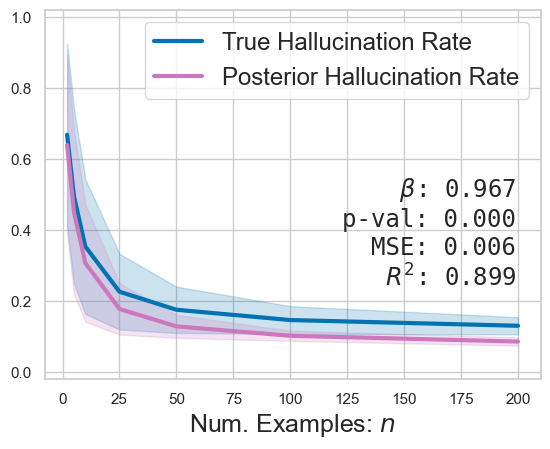 True Hallucination Rate
Posterior Hallucination Rate
1.0
0.8
0.6
0.4
0.2
0.0
β: 0.967
p-val: 0.000
MSE: 0.006
R²: 0.899
0 25 50 75 100 125 150 175 200
Num. Examples: n